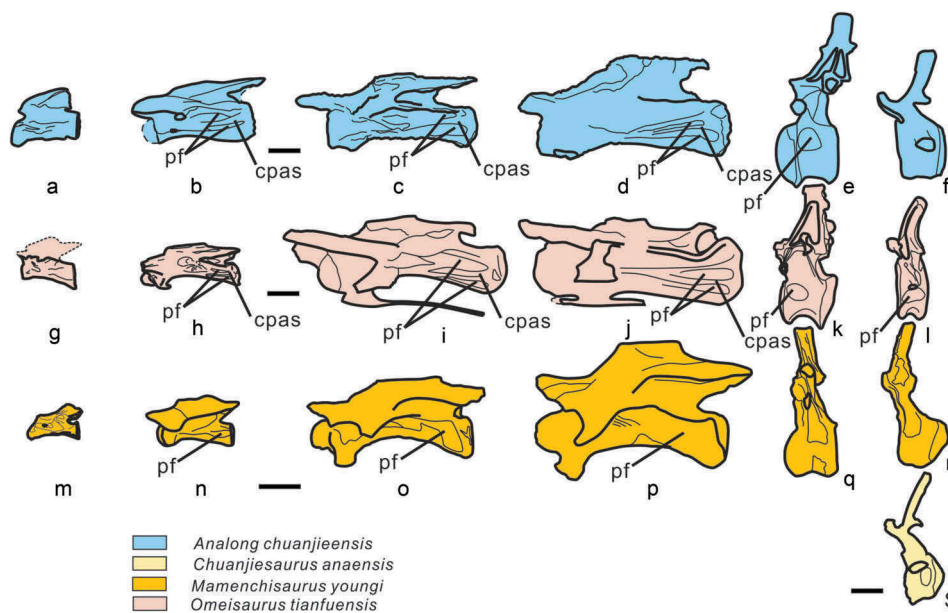 pf
cpas
cpas
cpas
pf
a
b
pf
c
d
e
f
pf
cpas
pf
cpas
pf
g
h
i
j
k
l
pf
pf
cpas
m
n
o
p
q
pf
pf
pf
Analong chuanjieensis
Chuanjiesaurus anaensis
Mamenchisaurus youngi
Omeisaurus tianfuensis